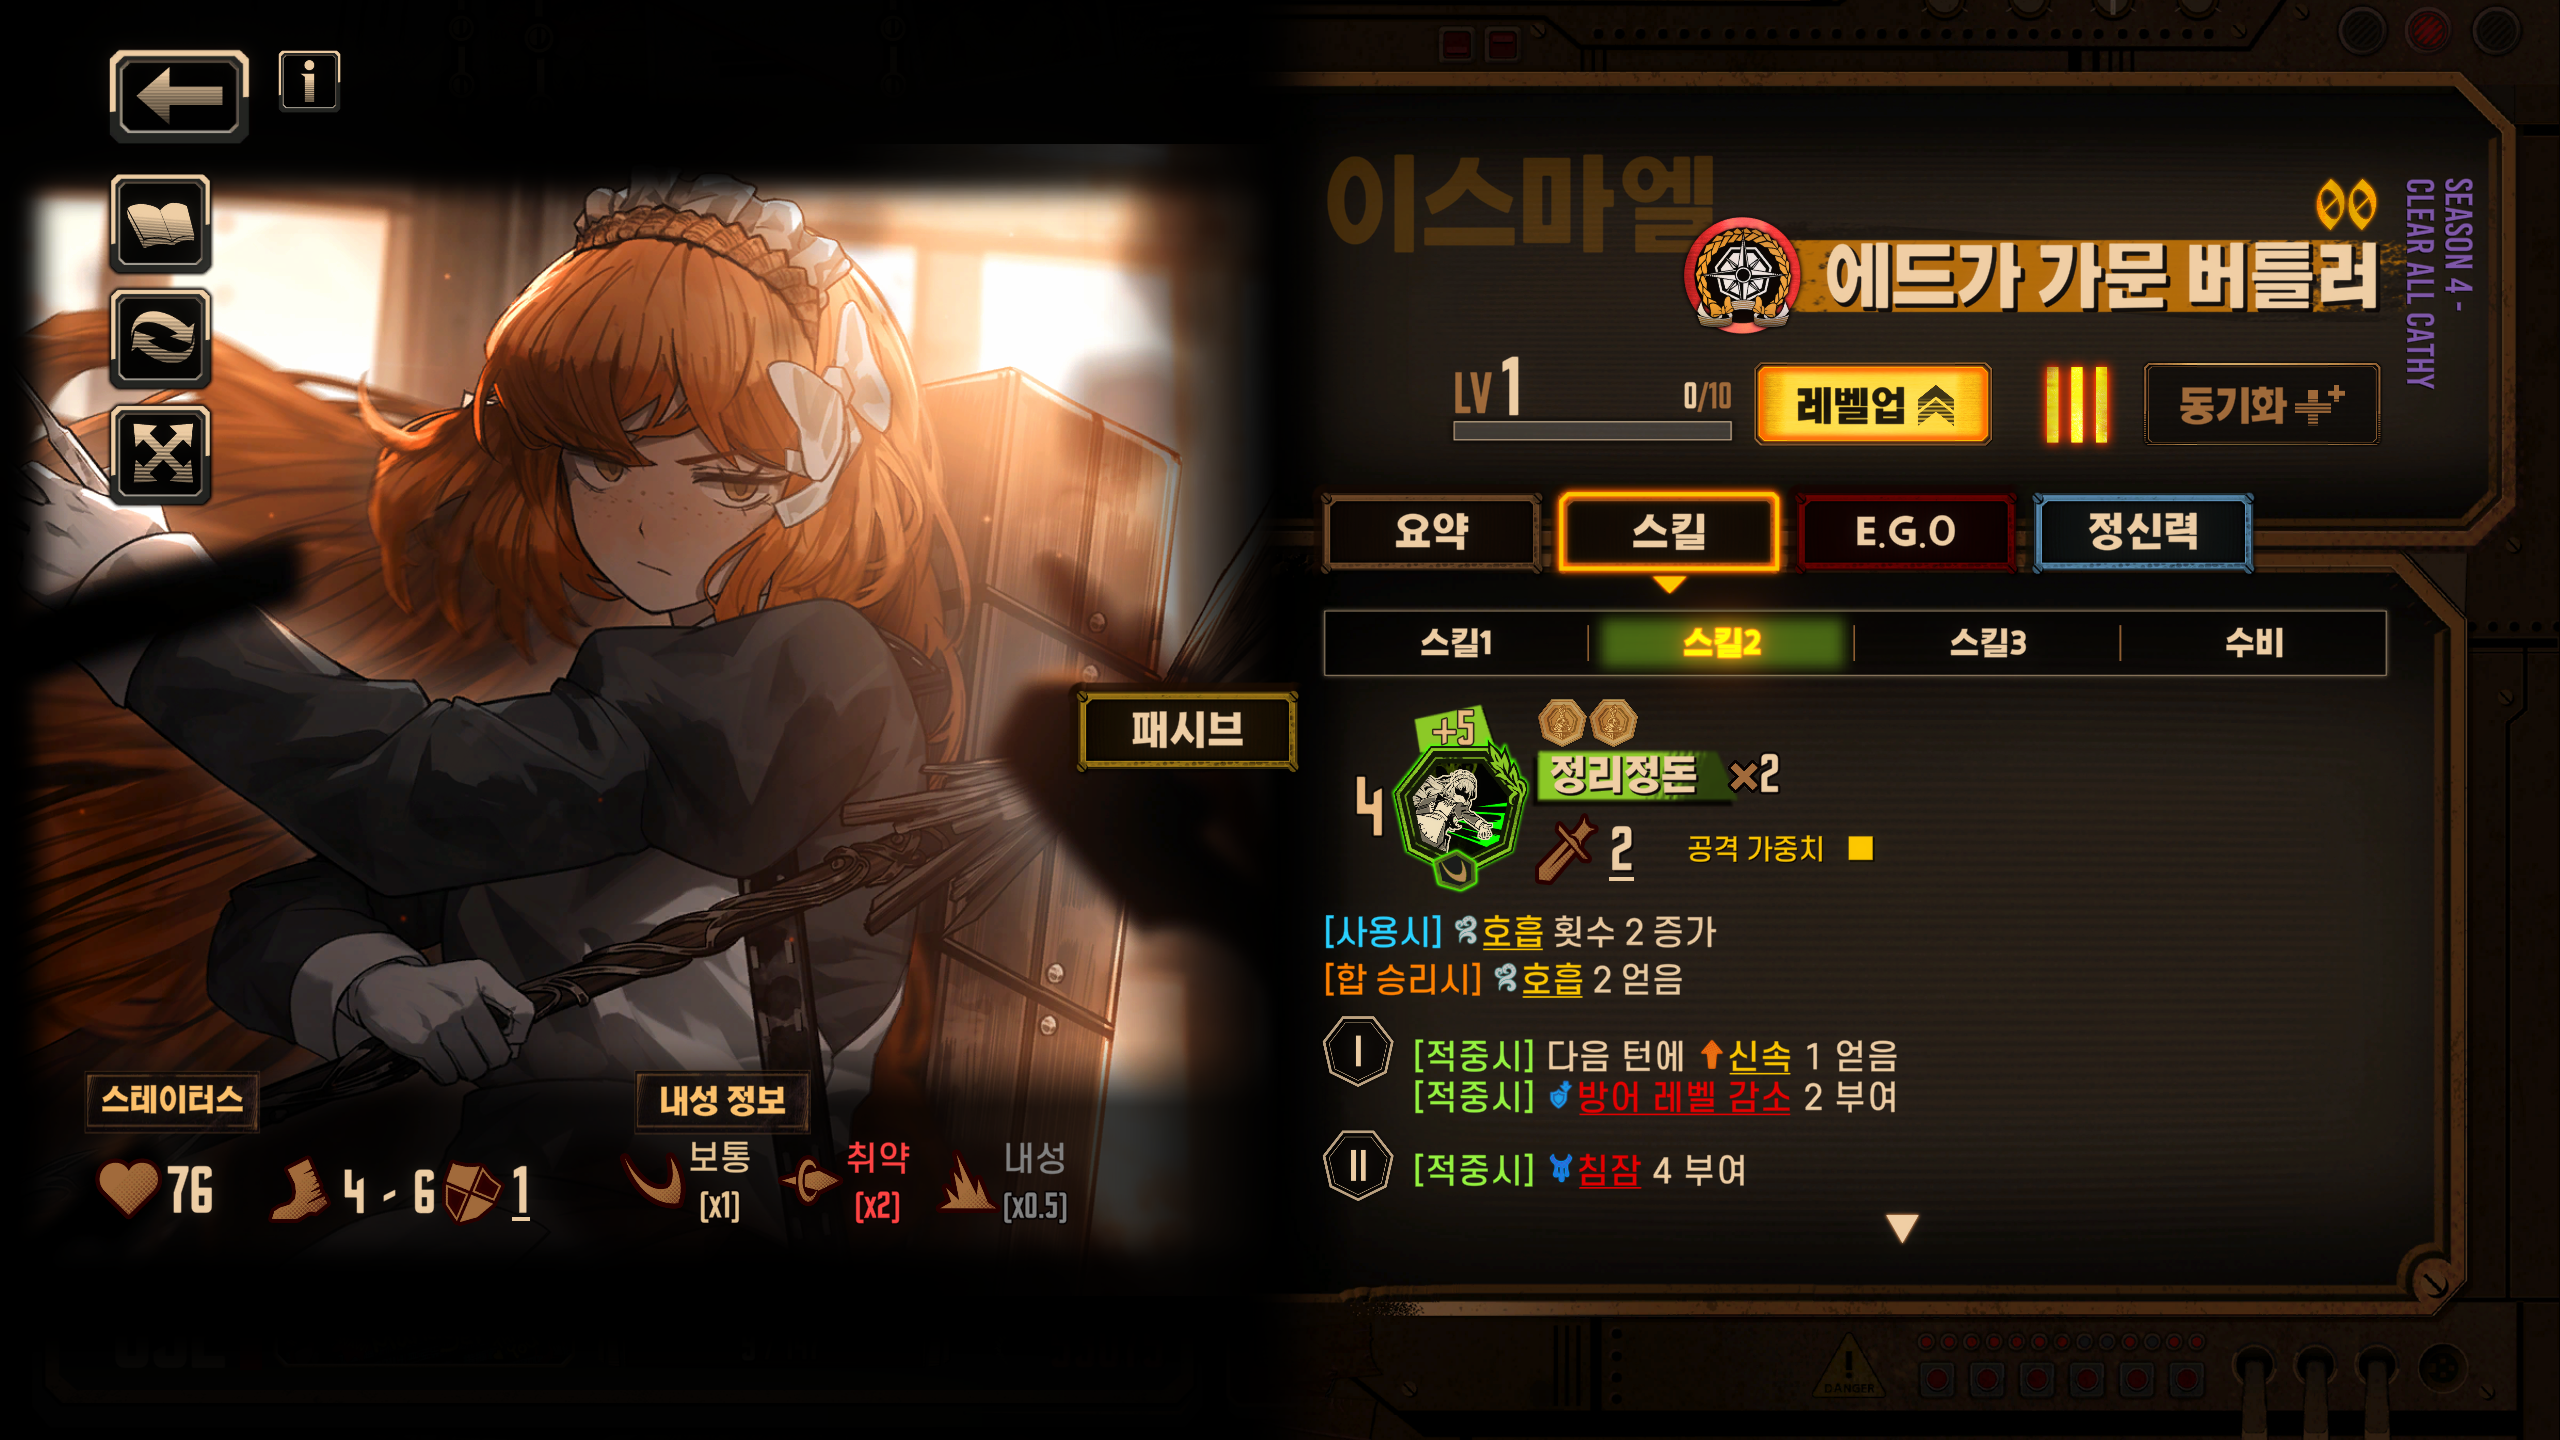 이스마엘
에드가 가문 버틀러
SEASON 4 -
CLEAR ALL CATHY
LV 1
0/10
레벨업
동기화
요약
스킬
E.G.O
정신력
스킬1
스킬2
스킬3
수비
패시브
+5
4
정리정돈 ×2
2
공격 가중치
[사용시] 호흡 횟수 2 증가
[합 승리시] 호흡 2 얻음
I
[적중시] 다음 턴에 신속 1 얻음
[적중시] 방어 레벨 감소 2 부여
II
[적중시] 침잠 4 부여
스테이터스
76
4 - 6
1
내성 정보
보통
[x1]
취약
[x2]
내성
[x0.5]
DANGER